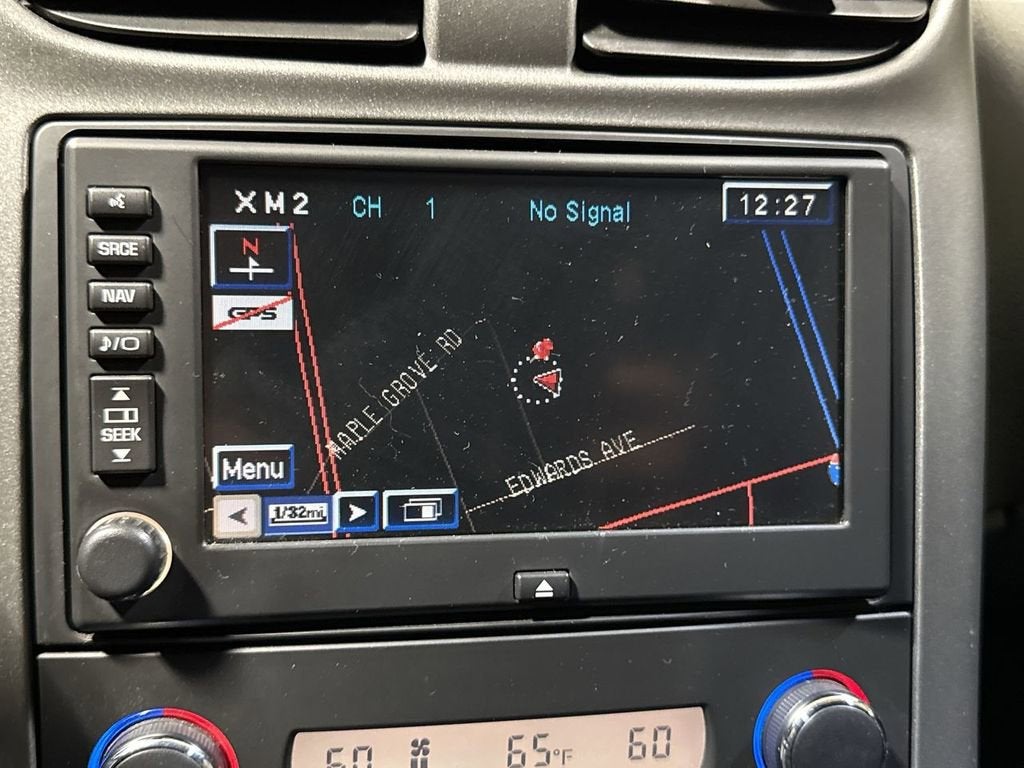 XM2 CH 1 No Signal 12:27
N
SRCE
GPS
NAV
♪/O
MAPLE GROVE RD
SEEK
EDWARDS AVE
Menu
1/32mi
60 65°F 60